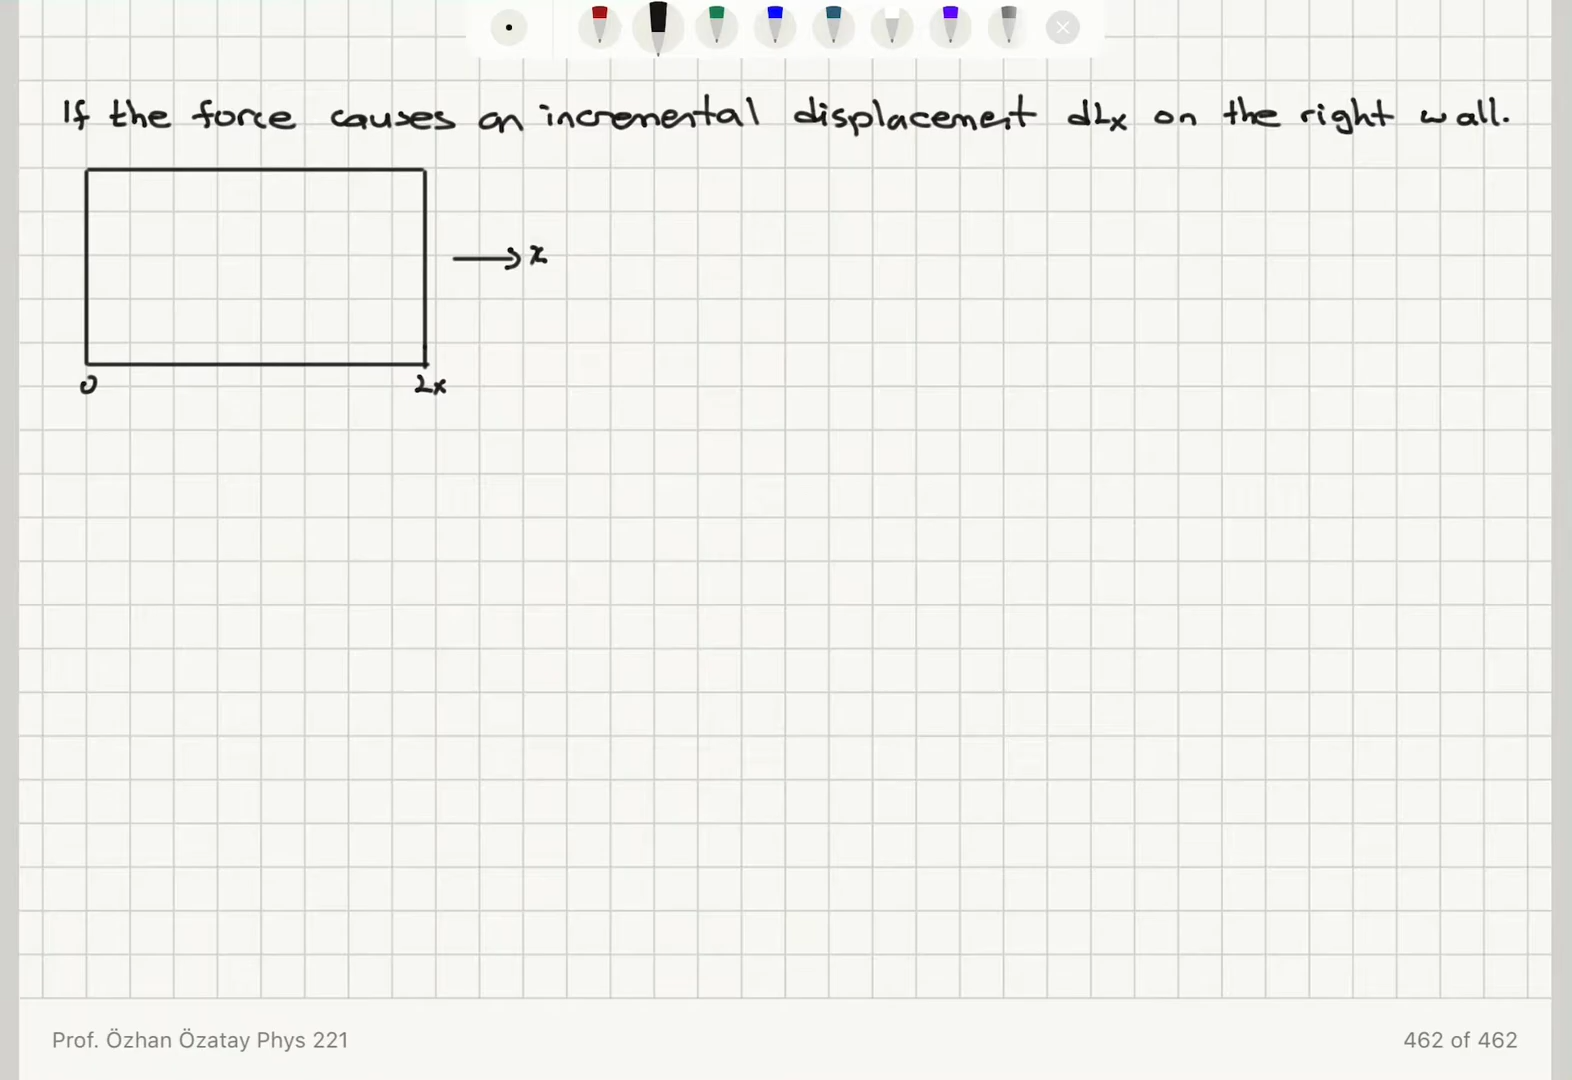 If the force causes an incremental displacement dLx on the right wall.
x
0 Lx
Prof. Özhan Özatay Phys 221
462 of 462